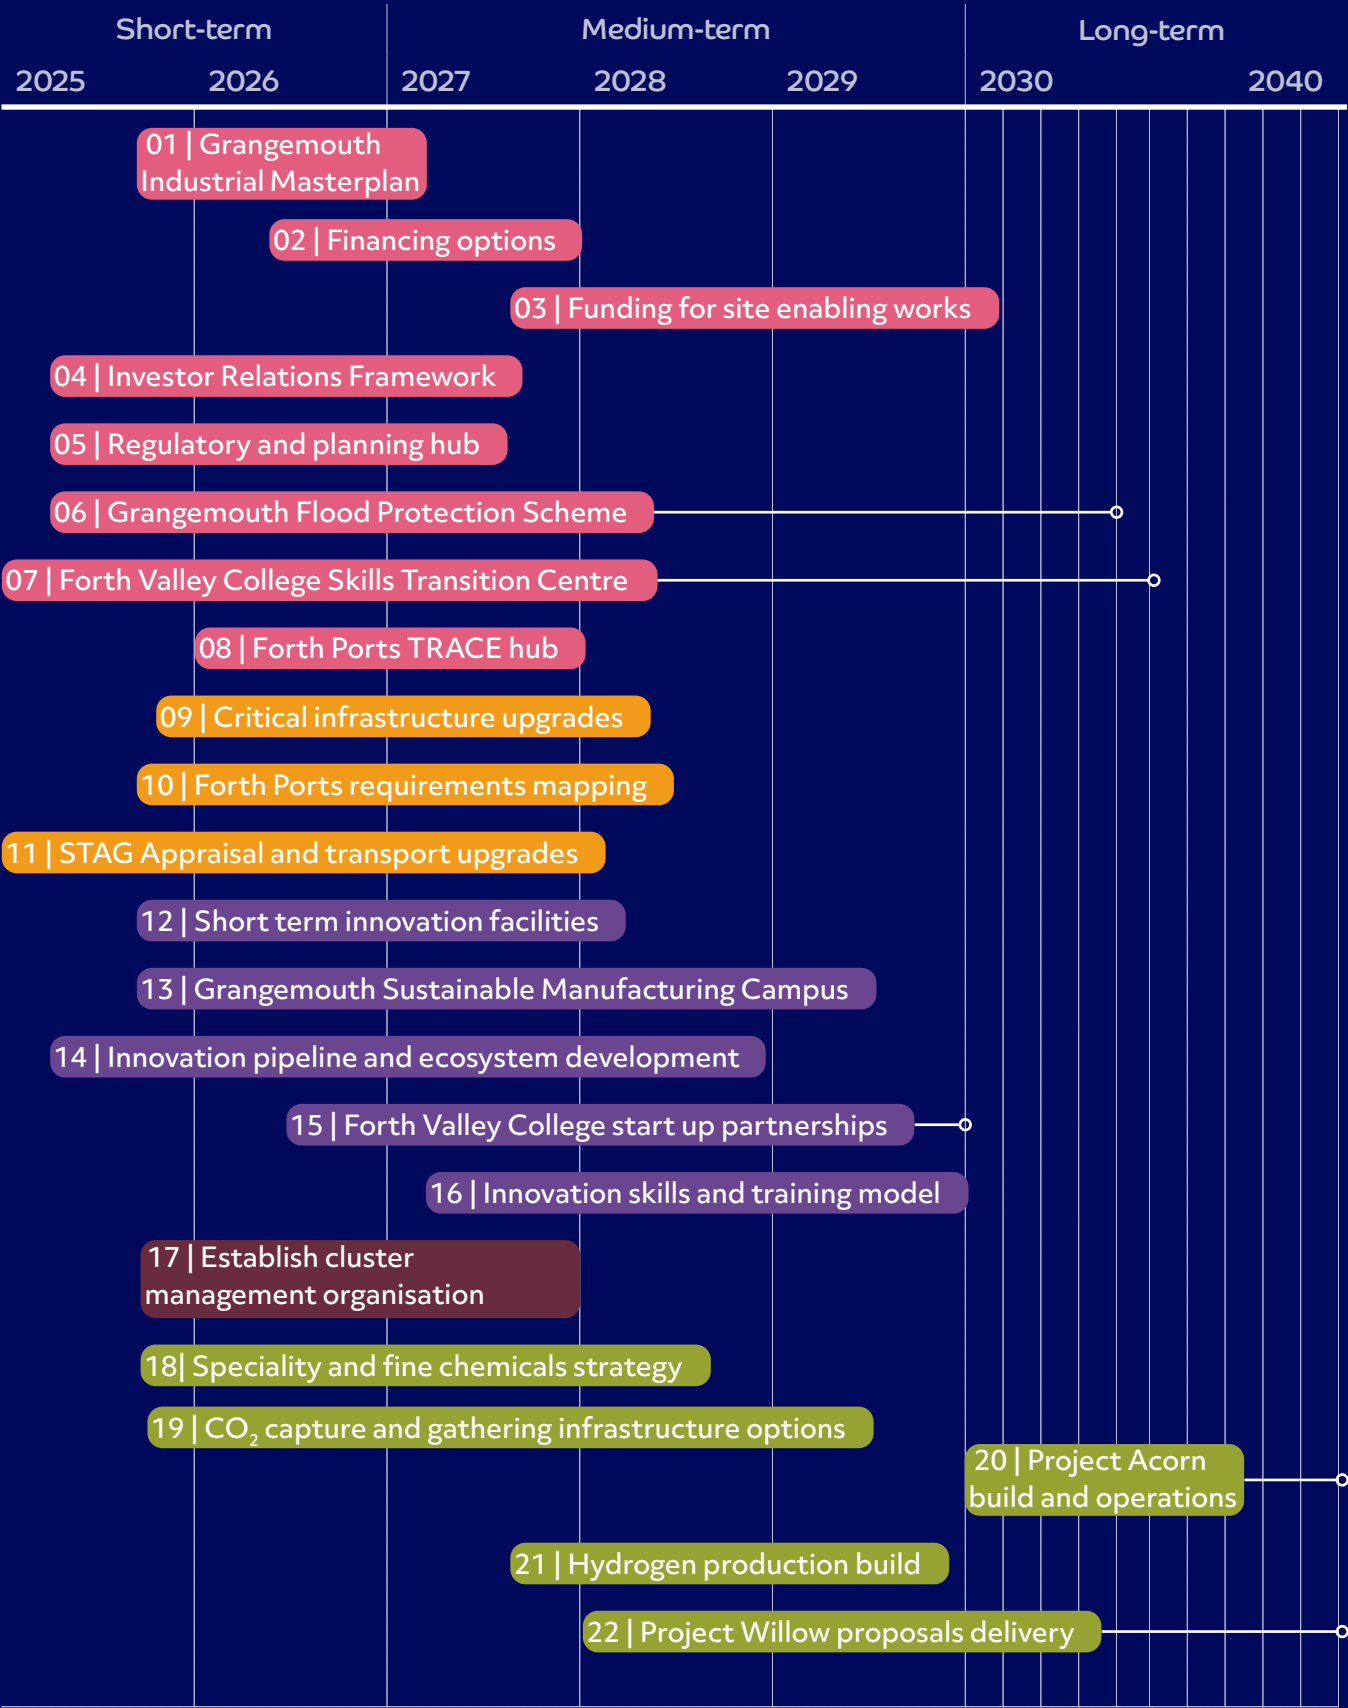 Short-term Medium-term Long-term
2025 2026 2027 2028 2029 2030 2040
01 | Grangemouth
Industrial Masterplan
02 | Financing options
03 | Funding for site enabling works
04 | Investor Relations Framework
05 | Regulatory and planning hub
06 | Grangemouth Flood Protection Scheme
07 | Forth Valley College Skills Transition Centre
08 | Forth Ports TRACE hub
09 | Critical infrastructure upgrades
10 | Forth Ports requirements mapping
11 | STAG Appraisal and transport upgrades
12 | Short term innovation facilities
13 | Grangemouth Sustainable Manufacturing Campus
14 | Innovation pipeline and ecosystem development
15 | Forth Valley College start up partnerships
16 | Innovation skills and training model
17 | Establish cluster
management organisation
18| Speciality and fine chemicals strategy
19 | CO₂ capture and gathering infrastructure options
20 | Project Acorn
build and operations
21 | Hydrogen production build
22 | Project Willow proposals delivery